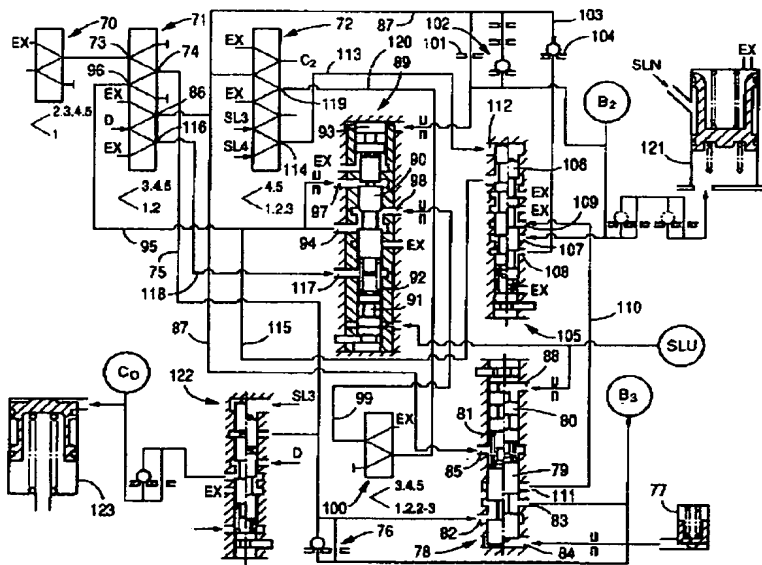 70 71 72 87 103
73 74 113 120 101 102 104
EX 96 86 EX C2 89 SLN EX
EX 119 112 B2
2.3.4.5 D 116 SL3 93 106
1 EX SL4 EX 90 98 EX 121
3.4.5 114 97 EX 109
1.2 4.5 94 EX 107
95 1.2.3 92 108
75 118 117 91 EX
87 115 105 110
C0 122 SL3 99 88 SLU
81 80 B3
D EX 85 79
123 EX 100 3.4.5 111 77
1.2.2-3 82 83
76 78 84